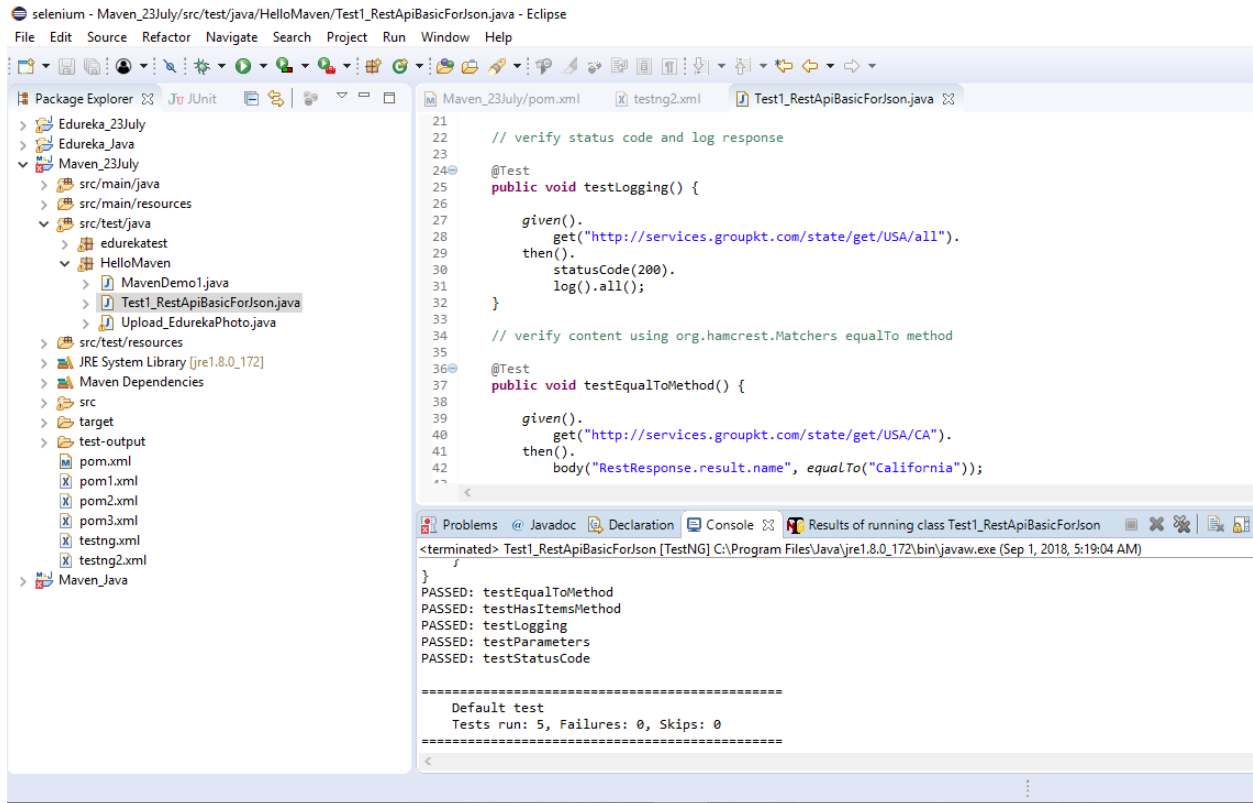 selenium - Maven_23July/src/test/java/HelloMaven/Test1_RestApiBasicForJson.java - Eclipse
File Edit Source Refactor Navigate Search Project Run Window Help
Package Explorer JUnit
Edureka_23July
Edureka_Java
Maven_23July
src/main/java
src/main/resources
src/test/java
edurekatest
HelloMaven
MavenDemo1.java
Test1_RestApiBasicForJson.java
Upload_EdurekaPhoto.java
src/test/resources
JRE System Library [jre1.8.0_172]
Maven Dependencies
src
target
test-output
pom.xml
pom1.xml
pom2.xml
pom3.xml
testng.xml
testng2.xml
Maven_Java
Maven_23July/pom.xml testng2.xml Test1_RestApiBasicForJson.java
21
22 // verify status code and log response
23
24 @Test
25 public void testLogging() {
26
27 given().
28 get("http://services.groupkt.com/state/get/USA/all").
29 then().
30 statusCode(200).
31 log().all();
32 }
33
34 // verify content using org.hamcrest.Matchers equalTo method
35
36 @Test
37 public void testEqualToMethod() {
38
39 given().
40 get("http://services.groupkt.com/state/get/USA/CA").
41 then().
42 body("RestResponse.result.name", equalTo("California"));
Problems Javadoc Declaration Console Results of running class Test1_RestApiBasicForJson
<terminated> Test1_RestApiBasicForJson [TestNG] C:\Program Files\Java\jre1.8.0_172\bin\javaw.exe (Sep 1, 2018, 5:19:04 AM)
}
}
PASSED: testEqualToMethod
PASSED: testHasItemsMethod
PASSED: testLogging
PASSED: testParameters
PASSED: testStatusCode
===============================================
Default test
Tests run: 5, Failures: 0, Skips: 0
===============================================